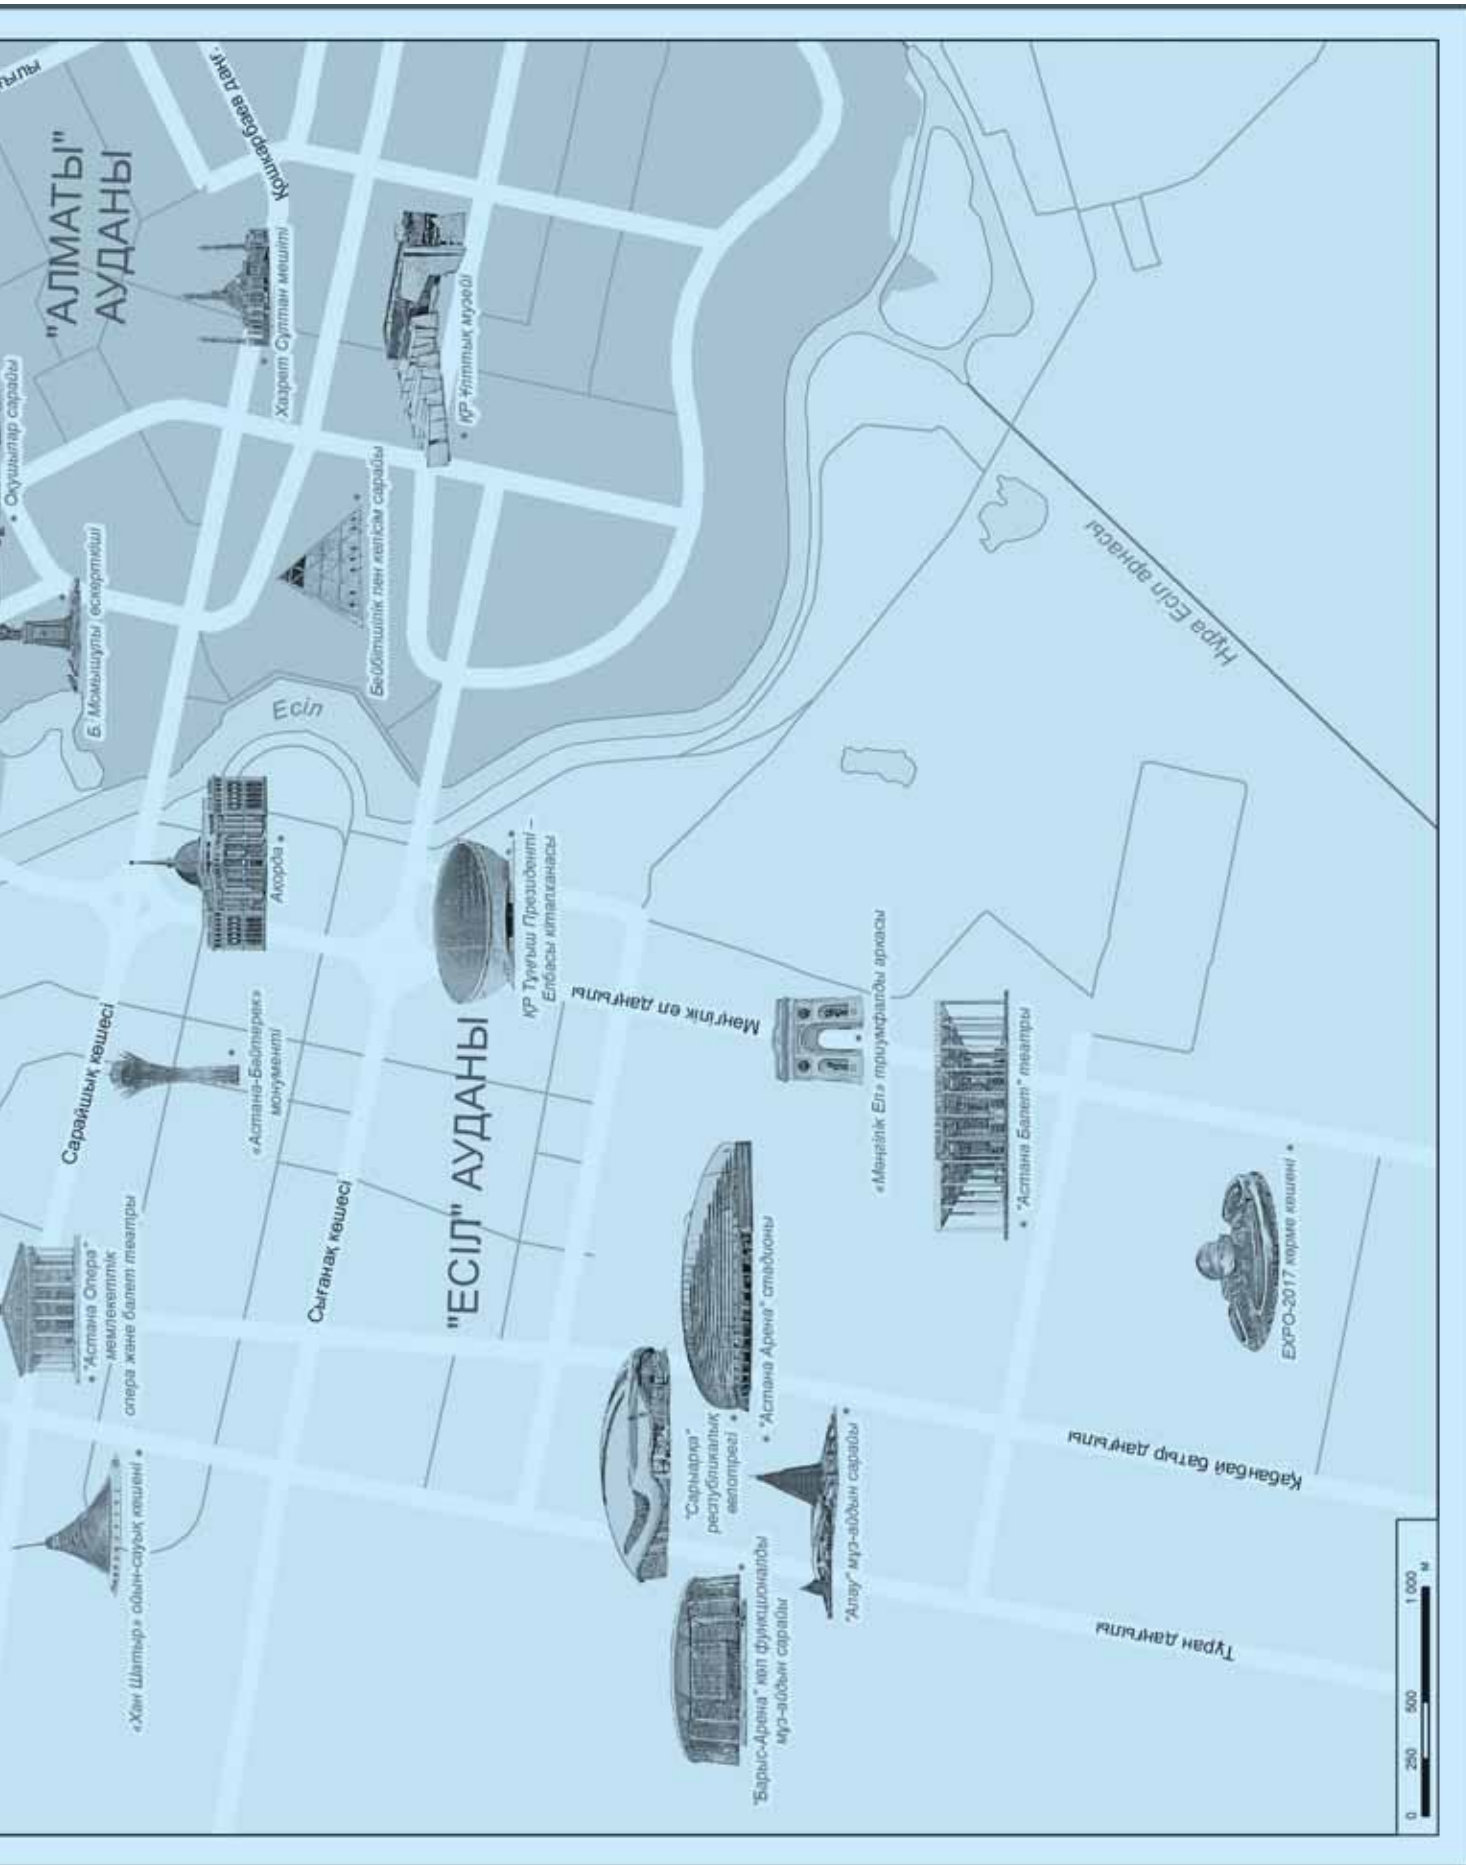 "АЛМАТЫ"
АУДАНЫ
Қошқарбаев даңғ.
• Оқушылар сарайы
Хазрет Сұлтан мешіті
• ҚР Ұлттық музейі
Б. Момышұлы ескерткіші
Бейбітшілік пен келісім сарайы
Есіл
Нұра Есіл арнасы
Ақорда •
Сарайшық көшесі
«Астана-Бәйтерек»
монументі
ҚР Тұңғыш Президенті –
Елбасы кітапханасы
Мәңгілік ел даңғылы
"ЕСІЛ" АУДАНЫ
Сығанақ көшесі
«Мәңгілік Ел» триумфалды аркасы
• "Астана Балет" театры
• "Астана Опера"
мемлекеттік
опера және балет театры
«Хан Шатыр» ойын-сауық кешені •
"Сарыарқа"
республикалық
велотрегі •
• "Астана Арена" стадионы
"Барыс-Арена" көп функционалды
мұз-айдын сарайы
"Алау" мұз-айдын сарайы •
EXPO-2017 көрме кешені •
Қабанбай батыр даңғылы
Тұран даңғылы
0 250 500 1 000
м